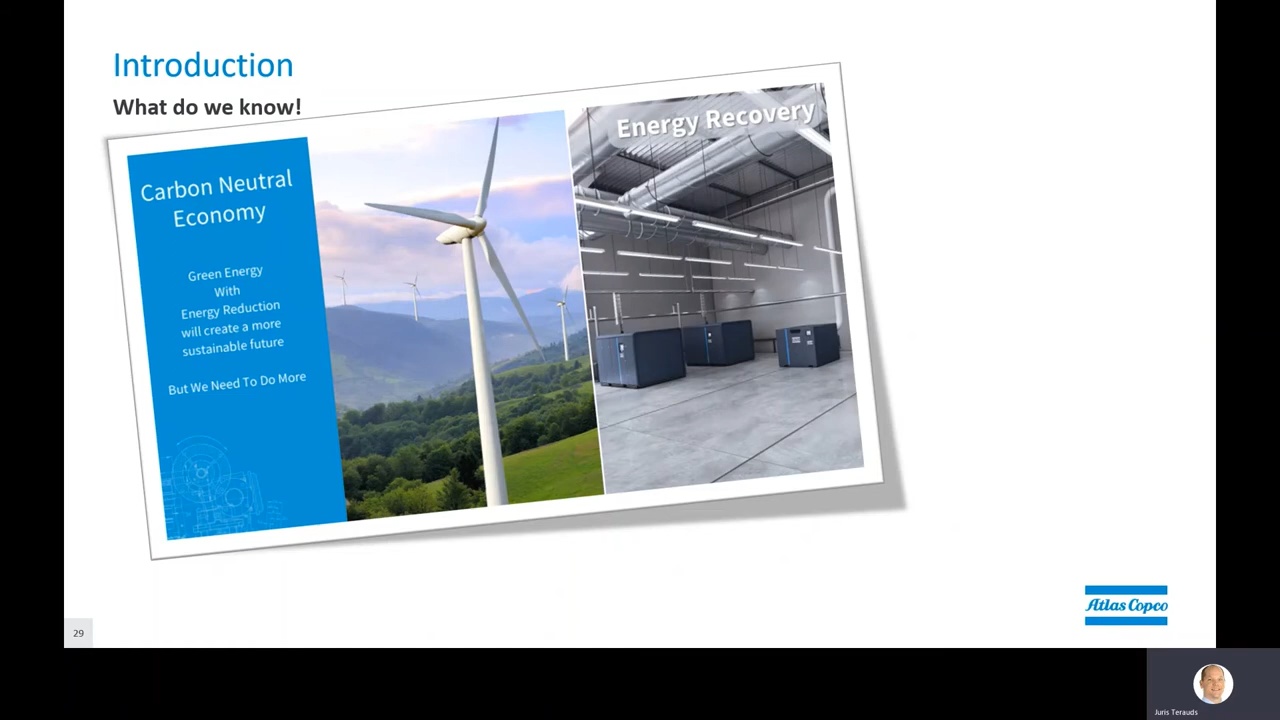 Introduction
What do we know!
Carbon Neutral
Economy
Green Energy
With
Energy Reduction
will create a more
sustainable future
But We Need To Do More
Energy Recovery
Atlas Copco
29
Juris Terauds